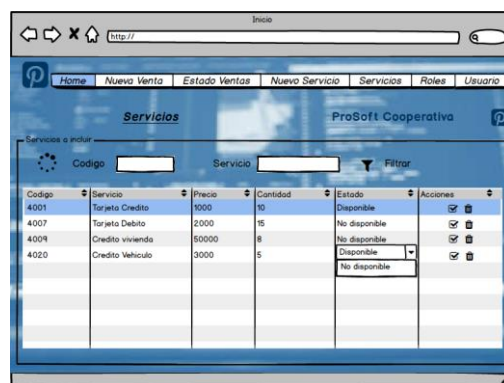 Inicio
http://
Home Nueva Venta Estado Ventas Nuevo Servicio Servicios Roles Usuario
Servicios ProSoft Cooperativa
Servicios a incluir
Codigo Servicio Filtrar
Codigo Servicio Precio Cantidad Estado Acciones
4001 Tarjeta Credito 1000 10 Disponible
4007 Tarjeta Debito 2000 15 No disponible
4009 Credito vivienda 50000 8 No disponible
4020 Credito Vehiculo 3000 5 Disponible
No disponible